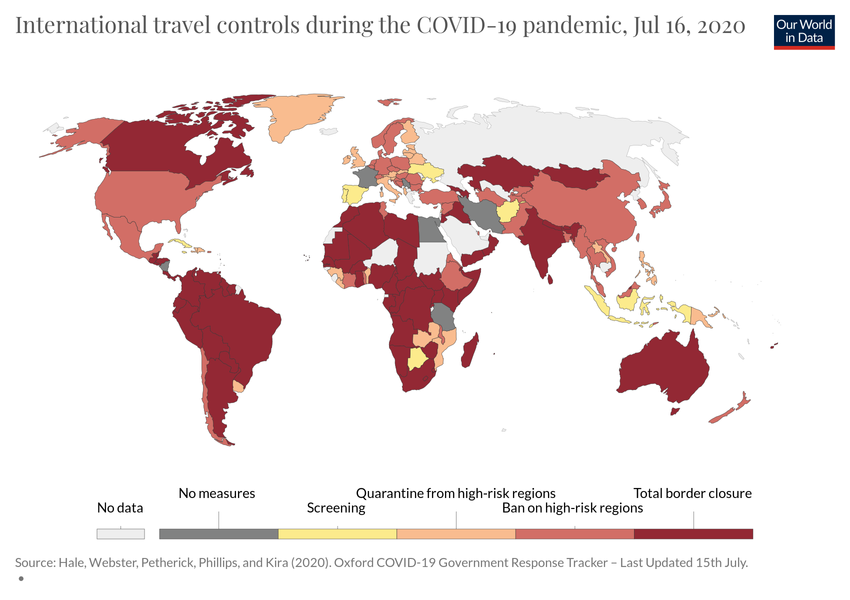 International travel controls during the COVID-19 pandemic, Jul 16, 2020
Our World
in Data
No data
No measures
Screening
Quarantine from high-risk regions
Ban on high-risk regions
Total border closure
Source: Hale, Webster, Petherick, Phillips, and Kira (2020). Oxford COVID-19 Government Response Tracker – Last Updated 15th July.
•